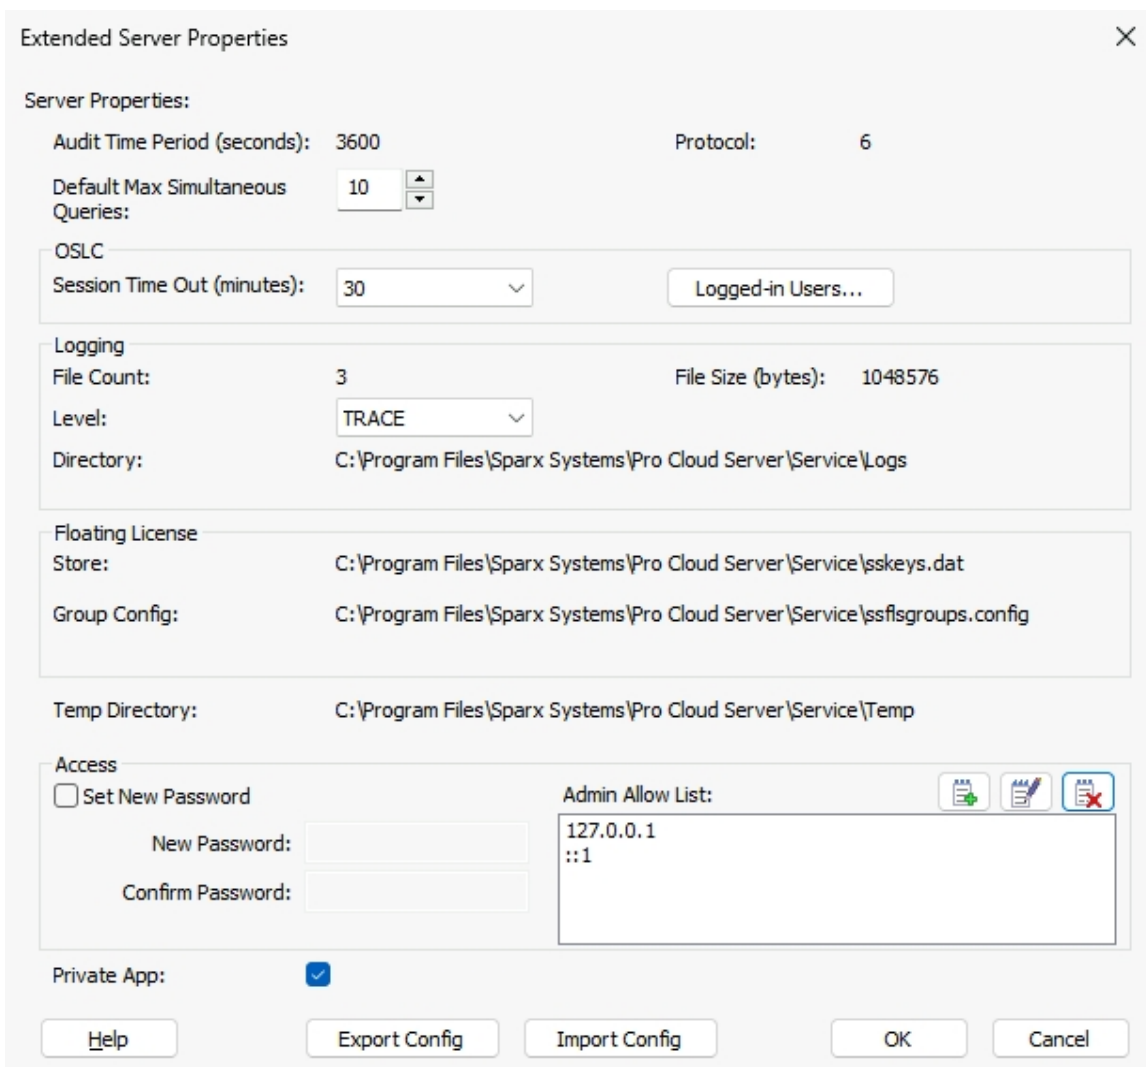 Extended Server Properties
Server Properties:
Audit Time Period (seconds): 3600 Protocol: 6
Default Max Simultaneous
Queries: 10
OSLC
Session Time Out (minutes): 30 Logged-in Users...
Logging
File Count: 3 File Size (bytes): 1048576
Level: TRACE
Directory: C:\Program Files\Sparx Systems\Pro Cloud Server\Service\Logs
Floating License
Store: C:\Program Files\Sparx Systems\Pro Cloud Server\Service\sskeys.dat
Group Config: C:\Program Files\Sparx Systems\Pro Cloud Server\Service\ssflsgroups.config
Temp Directory: C:\Program Files\Sparx Systems\Pro Cloud Server\Service\Temp
Access
Set New Password Admin Allow List:
127.0.0.1
New Password:
::1
Confirm Password:
Private App:
Help Export Config Import Config OK Cancel